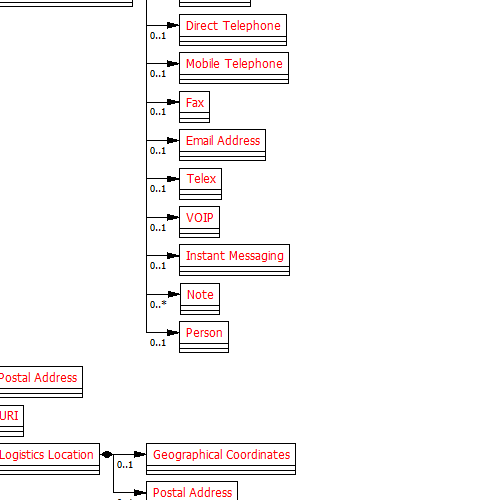 Direct Telephone
0..1
Mobile Telephone
0..1
Fax
0..1
Email Address
0..1
Telex
0..1
VOIP
0..1
Instant Messaging
0..1
Note
0..*
Person
0..1
Postal Address
URI
Logistics Location
Geographical Coordinates
0..1
Postal Address